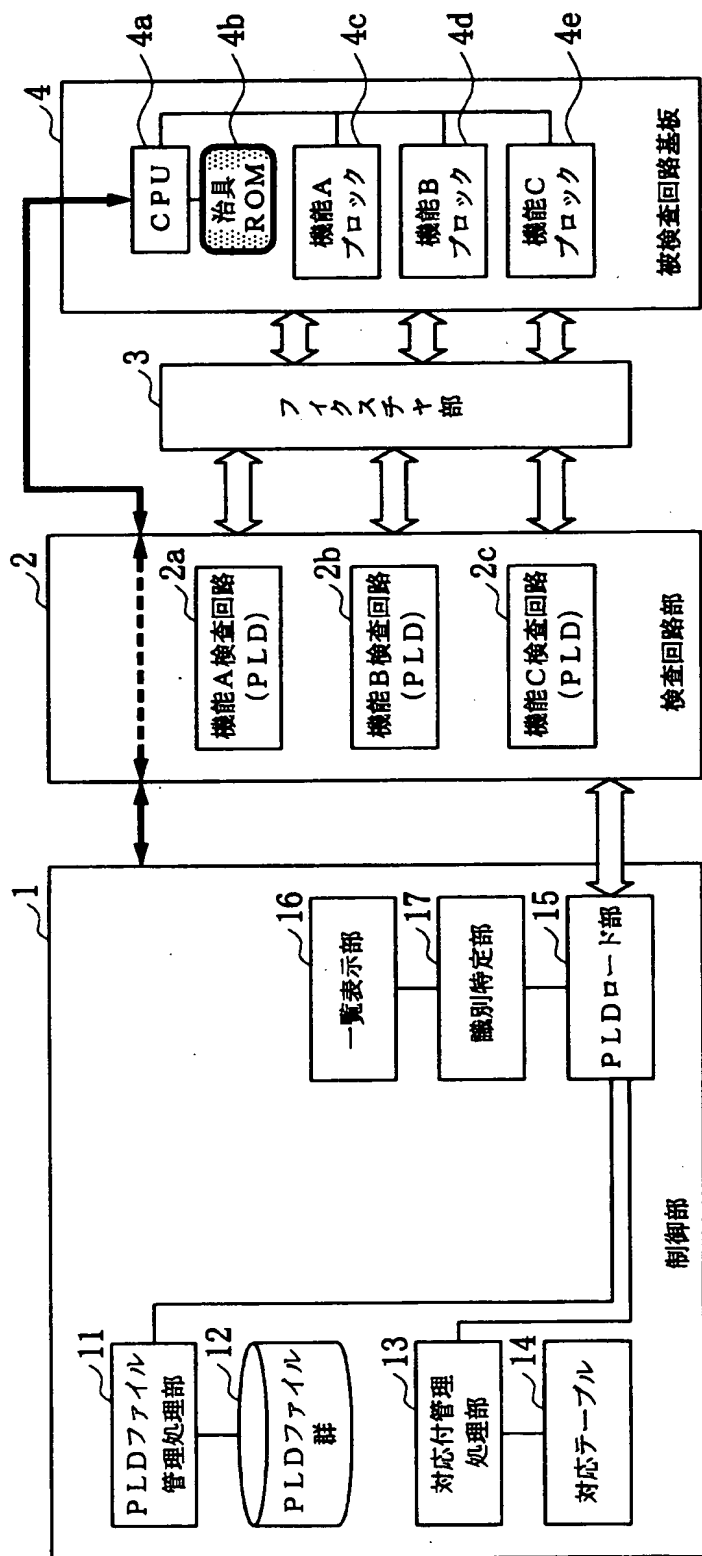 1
11
PLDファイル
管理処理部
12
PLDファイル
群
13
対応付管理
処理部
14
対応テーブル
16
一覧表示部
17
識別特定部
15
PLDロード部
制御部
2
2a
機能A検査回路
(PLD)
2b
機能B検査回路
(PLD)
2c
機能C検査回路
(PLD)
検査回路部
3
フィクスチャ部
4
4a
CPU
4b
治具
ROM
4c
機能A
ブロック
4d
機能B
ブロック
4e
機能C
ブロック
被検査回路基板